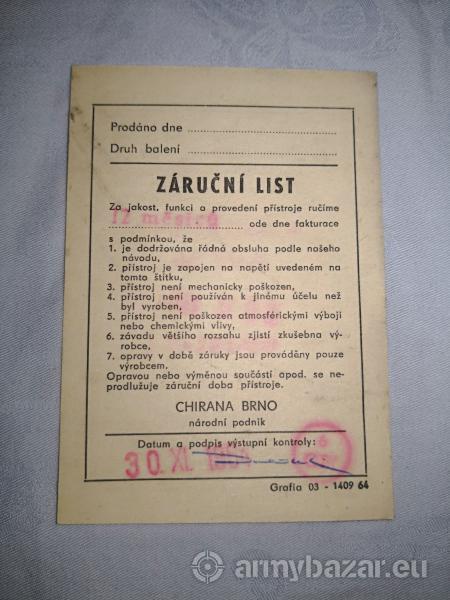 Prodáno dne
Druh balení
ZÁRUČNÍ LIST
Za jakost, funkci a provedení přístroje ručíme
12 měsíců ode dne fakturace
s podmínkou, že
1. je dodržována řádná obsluha podle našeho
návodu,
2. přístroj je zapojen na napětí uvedeném na
tomto štítku,
3. přístroj není mechanicky poškozen,
4. přístroj není používán k jinému účelu než
byl vyroben,
5. přístroj není poškozen atmosférickými výboji
nebo chemickými vlivy,
6. závadu většího rozsahu zjistí zkušebna vý-
robce,
7. opravy v době záruky jsou prováděny pouze
výrobcem.
Opravou nebo výměnou součástí apod. se ne-
prodlužuje záruční doba přístroje.
CHIRANA BRNO
národní podnik
Datum a podpis výstupní kontroly:
30. XI.
6
Grafia 03 - 1409 64
armybazar.eu